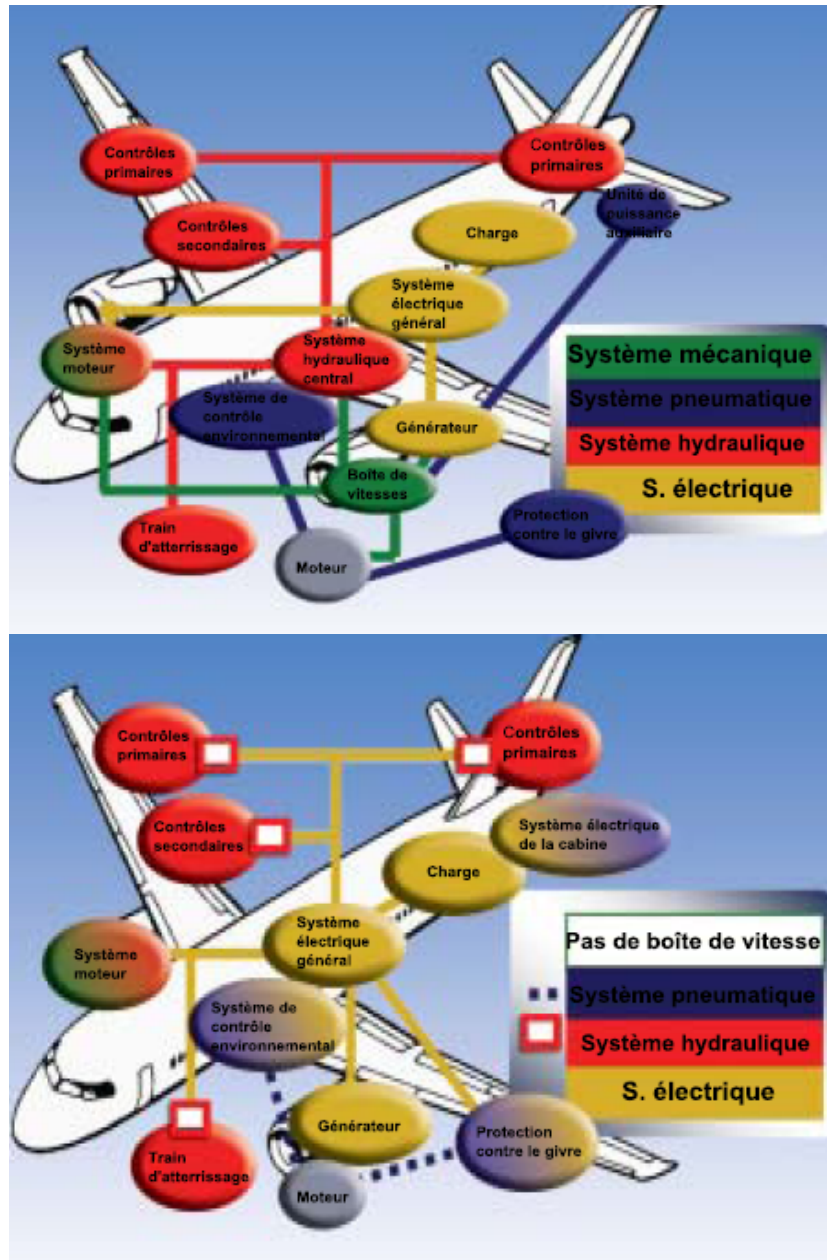 Contrôles
primaires
Contrôles
primaires
Unité de
puissance
auxiliaire
Contrôles
secondaires
Charge
Système
électrique
général
Système
moteur
Système
hydraulique
central
Système mécanique
Système pneumatique
Système hydraulique
S. électrique
Système de
contrôle
environnemental
Générateur
Boîte de
vitesses
Train
d'atterrissage
Moteur
Protection
contre le givre
Contrôles
primaires
Contrôles
primaires
Contrôles
secondaires
Système électrique
de la cabine
Charge
Système
électrique
général
Système
moteur
Pas de boîte de vitesse
Système pneumatique
Système hydraulique
S. électrique
Système de
contrôle
environnemental
Générateur
Protection
contre le givre
Train
d'atterrissage
Moteur